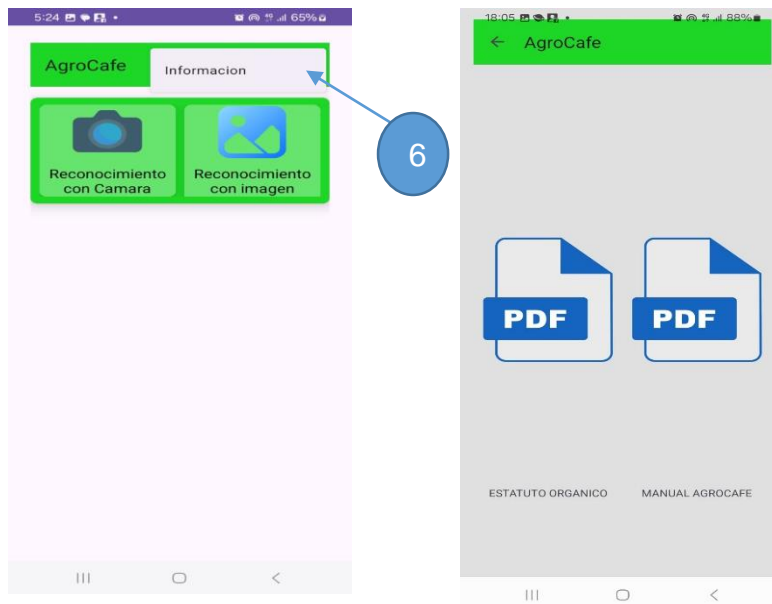 5:24
65%
AgroCafe
Informacion
Reconocimiento
con Camara
Reconocimiento
con imagen
6
18:05
88%
AgroCafe
PDF
PDF
ESTATUTO ORGANICO
MANUAL AGROCAFE